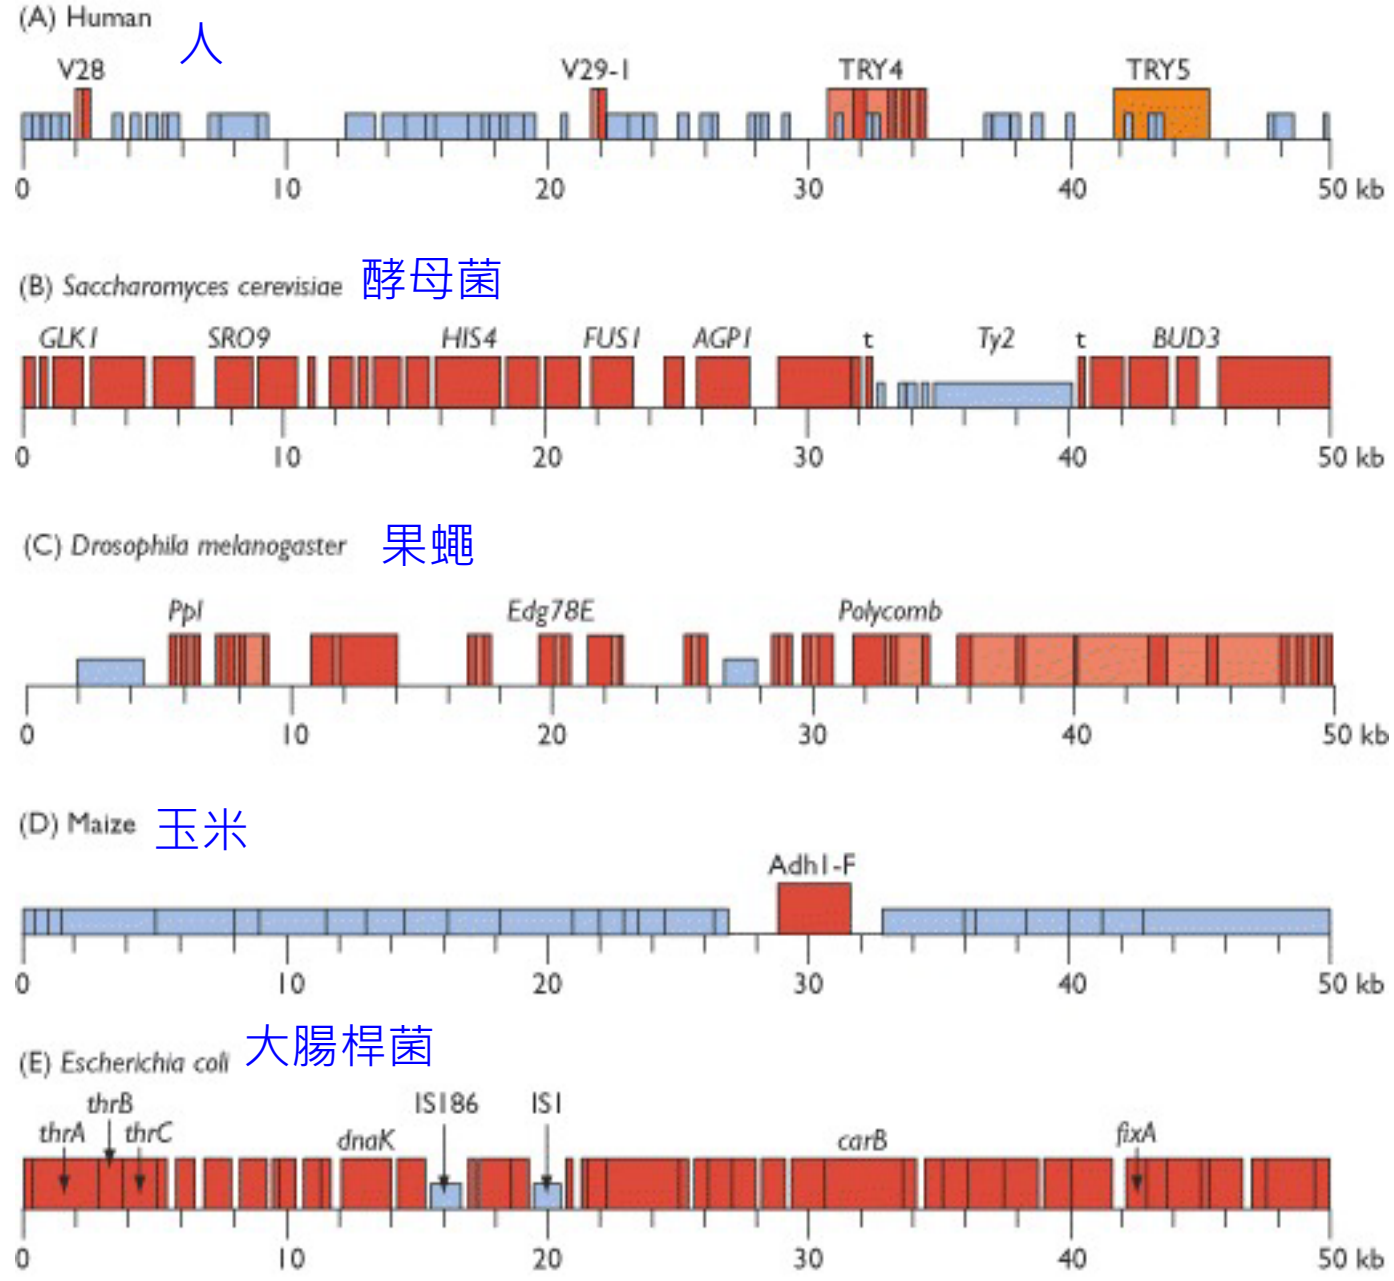 (A) Human 人
V28 V29-1 TRY4 TRY5
0 10 20 30 40 50 kb
(B) Saccharomyces cerevisiae 酵母菌
GLK1 SRO9 HIS4 FUS1 AGP1 t Ty2 t BUD3
0 10 20 30 40 50 kb
(C) Drosophila melanogaster 果蠅
Ppl Edg78E Polycomb
0 10 20 30 40 50 kb
(D) Maize 玉米
Adh1-F
0 10 20 30 40 50 kb
(E) Escherichia coli 大腸桿菌
thrB IS186 IS1
thrA thrC dnaK carB fixA
0 10 20 30 40 50 kb